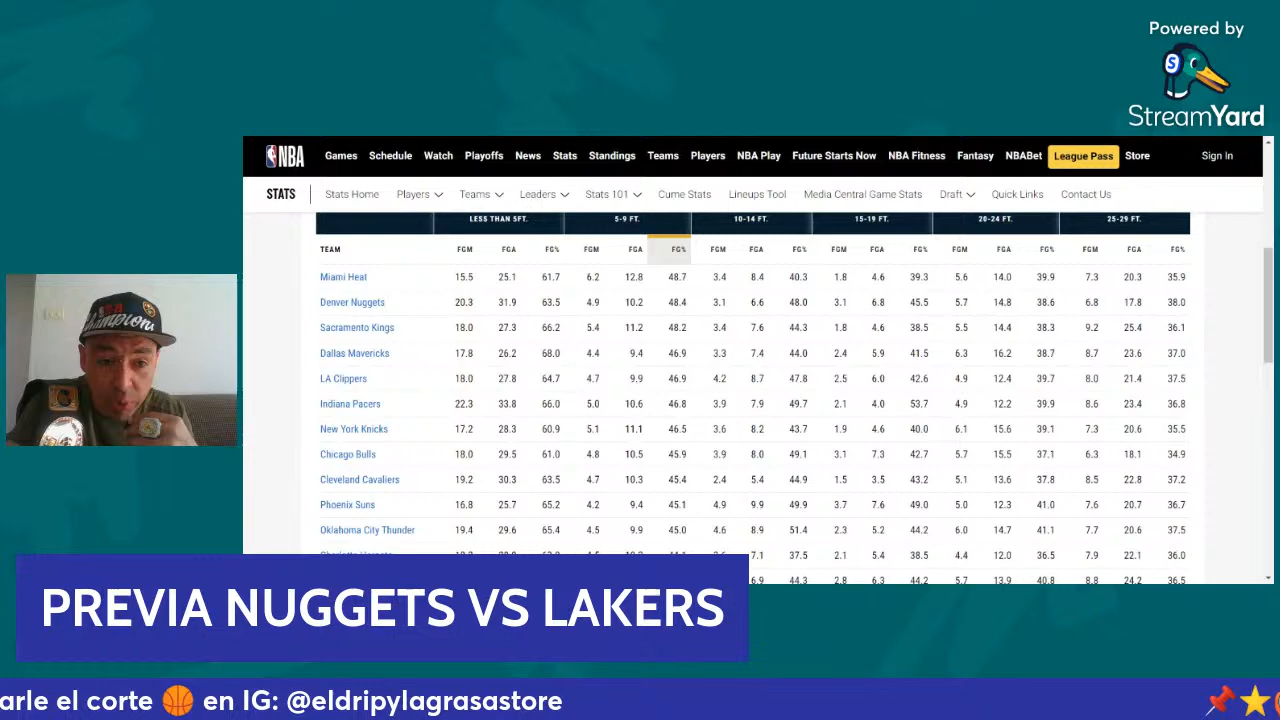 Powered by
StreamYard
NBA Games Schedule Watch Playoffs News Stats Standings Teams Players NBA Play Future Starts Now NBA Fitness Fantasy NBABet League Pass Store Sign In
STATS Stats Home Players Teams Leaders Stats 101 Cume Stats Lineups Tool Media Central Game Stats Draft Quick Links Contact Us
LESS THAN 5FT. 5-9 FT. 10-14 FT. 15-19 FT. 20-24 FT. 25-29 FT.
TEAM FGM FGA FG% FGM FGA FG% FGM FGA FG% FGM FGA FG% FGM FGA FG% FGM FGA FG%
Miami Heat 15.5 25.1 61.7 6.2 12.8 48.7 3.4 8.4 40.3 1.8 4.6 39.3 5.6 14.0 39.9 7.3 20.3 35.9
Denver Nuggets 20.3 31.9 63.5 4.9 10.2 48.4 3.1 6.6 48.0 3.1 6.8 45.5 5.7 14.8 38.6 6.8 17.8 38.0
Sacramento Kings 18.0 27.3 66.2 5.4 11.2 48.2 3.4 7.6 44.3 1.8 4.6 38.5 5.5 14.4 38.3 9.2 25.4 36.1
Dallas Mavericks 17.8 26.2 68.0 4.4 9.4 46.9 3.3 7.4 44.0 5.9 41.5 6.3 16.2 38.7 8.7 23.6 37.0
LA Clippers 18.0 27.8 64.7 4.7 9.9 46.9 4.2 8.7 47.8 2.5 6.0 42.6 4.9 12.4 39.7 8.0 21.4 37.5
Indiana Pacers 22.3 33.8 66.0 5.0 10.6 46.8 3.9 7.9 49.7 2.1 4.0 53.7 4.9 12.2 39.9 8.6 23.4 36.8
New York Knicks 17.2 28.3 60.9 5.1 11.1 46.5 3.6 8.2 43.7 1.9 4.6 40.0 6.1 15.6 39.1 7.3 20.6 35.5
Chicago Bulls 18.0 29.5 61.0 4.8 10.5 45.9 3.9 8.0 49.1 3.1 7.3 42.7 5.7 15.5 37.1 6.3 18.1 34.9
Cleveland Cavaliers 19.2 30.3 63.5 4.7 10.3 45.4 2.4 5.4 44.9 1.5 3.5 43.2 5.1 13.6 37.8 8.5 22.8 37.2
Phoenix Suns 16.8 25.7 65.2 4.2 9.4 45.1 4.9 9.9 49.9 3.7 7.6 49.0 5.0 12.3 41.0 7.6 20.7 36.7
Oklahoma City Thunder 19.4 29.6 65.4 4.5 9.9 45.0 4.6 8.9 51.4 2.3 5.2 44.2 6.0 14.7 41.1 7.7 20.6 37.5
7.1 37.5 2.1 5.4 38.5 4.4 12.0 36.5 7.9 22.1 36.0
6.9 44.3 2.8 6.3 44.2 5.7 13.9 40.8 8.8 24.2 36.5
PREVIA NUGGETS VS LAKERS
arle el corte 🏀 en IG: @eldripylagrasastore 📌⭐